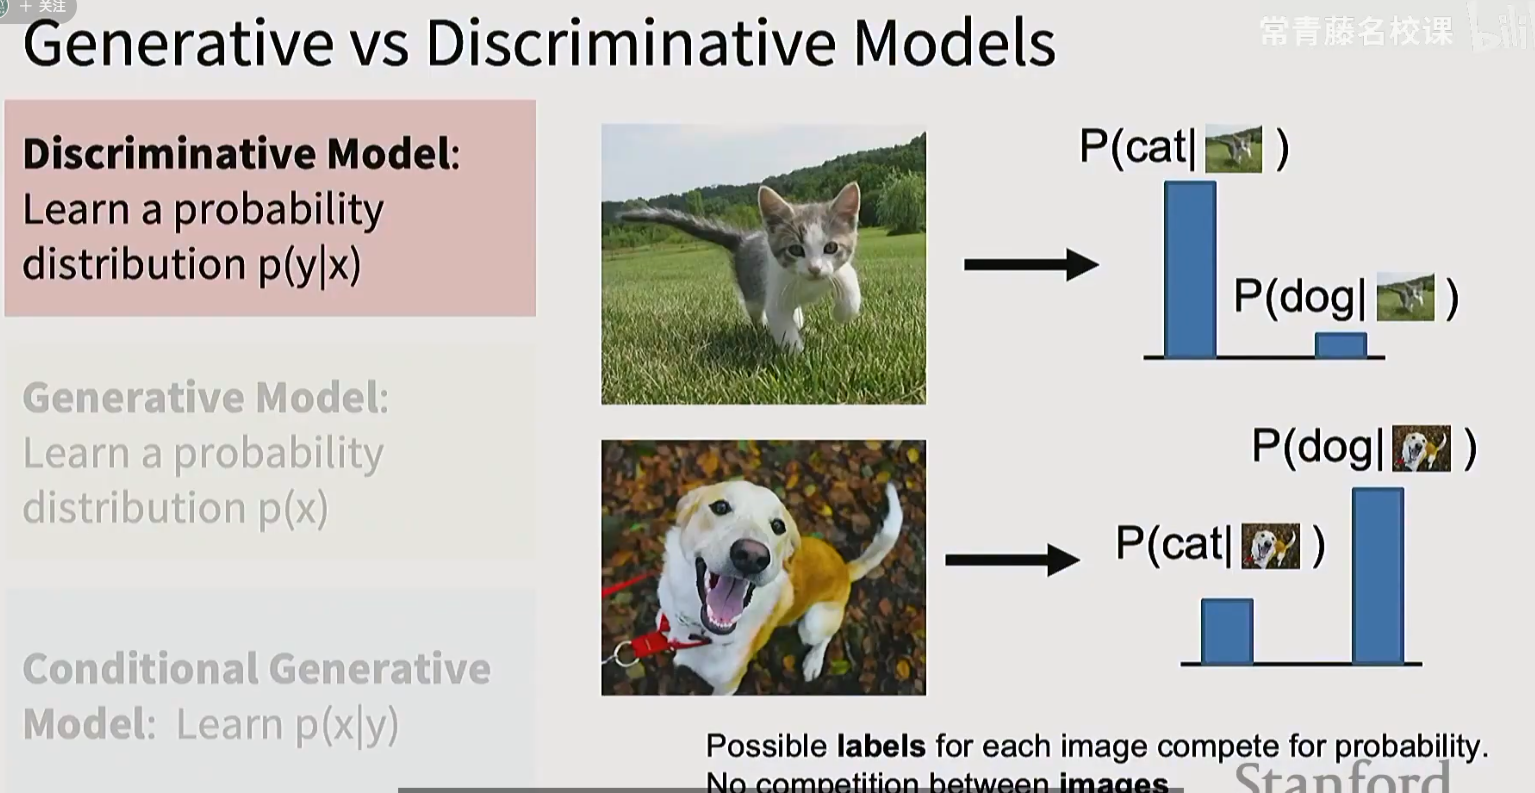 + 关注
Generative vs Discriminative Models
常青藤名校课 bili
Discriminative Model:
Learn a probability
distribution p(y|x)
Generative Model:
Learn a probability
distribution p(x)
Conditional Generative
Model: Learn p(x|y)
P(cat| )
P(dog| )
P(dog| )
P(cat| )
Possible labels for each image compete for probability.
No competition between images
Stanford